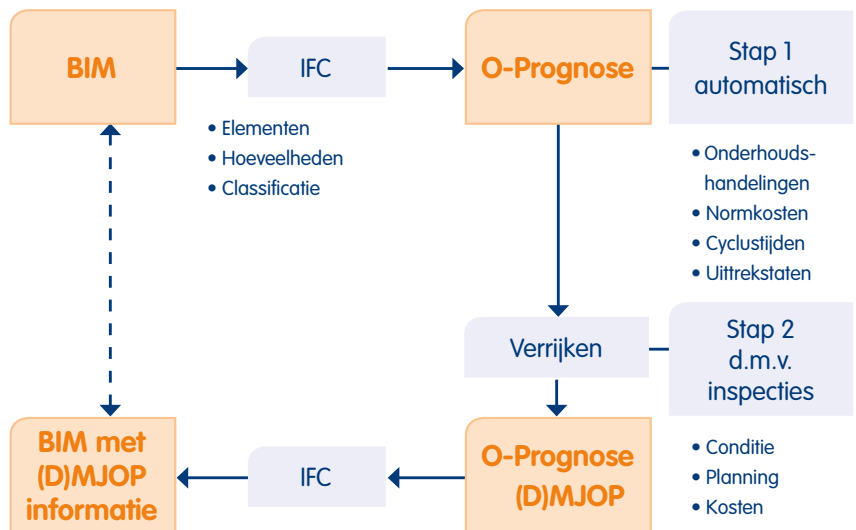 BIM
IFC
O-Prognose
Stap 1
automatisch
• Elementen
• Hoeveelheden
• Classificatie
• Onderhouds-
handelingen
• Normkosten
• Cyclustijden
• Uittrekstaten
Verrijken
Stap 2
d.m.v.
inspecties
BIM met
(D)MJOP
informatie
IFC
O-Prognose
(D)MJOP
• Conditie
• Planning
• Kosten